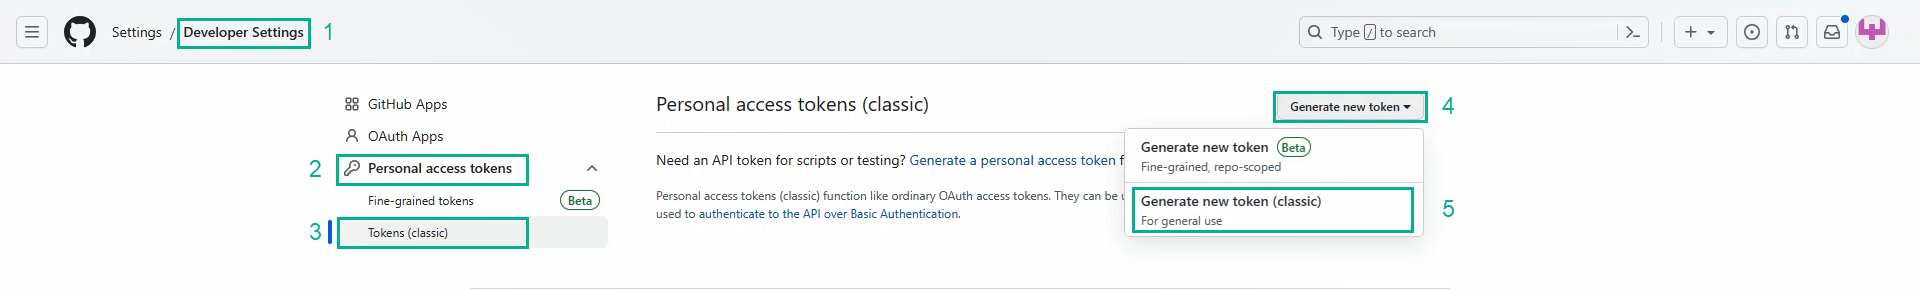 Settings / Developer Settings 1
Type / to search
GitHub Apps
OAuth Apps
2 Personal access tokens
Fine-grained tokens Beta
3 Tokens (classic)
Personal access tokens (classic)
Generate new token 4
Need an API token for scripts or testing? Generate a personal access token f
Personal access tokens (classic) function like ordinary OAuth access tokens. They can be u
used to authenticate to the API over Basic Authentication.
Generate new token Beta
Fine-grained, repo-scoped
Generate new token (classic)
For general use
5